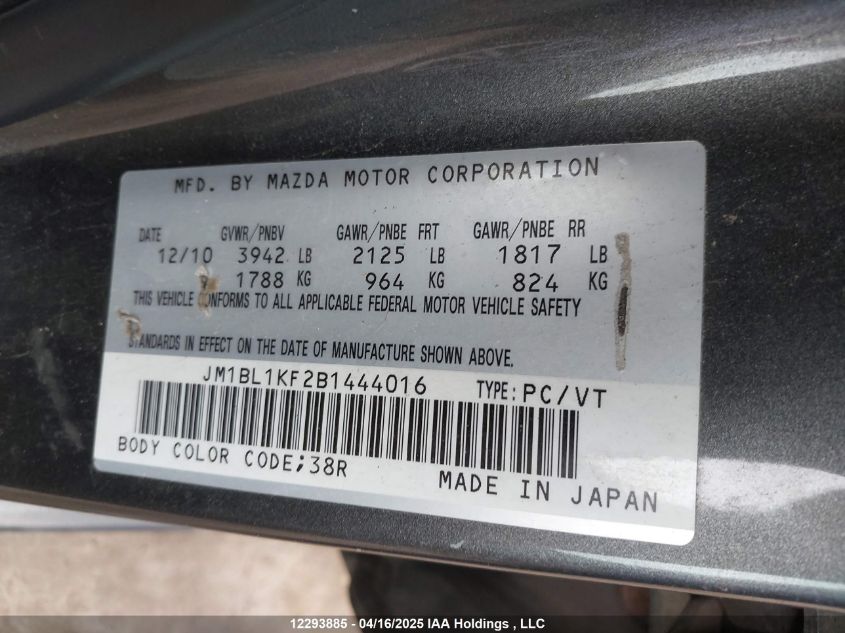 MFD. BY MAZDA MOTOR CORPORATION
DATE GVWR/PNBV GAWR/PNBE FRT GAWR/PNBE RR
12/10 3942 LB 2125 LB 1817 LB
1788 KG 964 KG 824 KG
THIS VEHICLE CONFORMS TO ALL APPLICABLE FEDERAL MOTOR VEHICLE SAFETY
STANDARDS IN EFFECT ON THE DATE OF MANUFACTURE SHOWN ABOVE.
JM1BL1KF2B1444016 TYPE:PC/VT
BODY COLOR CODE;38R
MADE IN JAPAN
12293885 - 04/16/2025 IAA Holdings , LLC